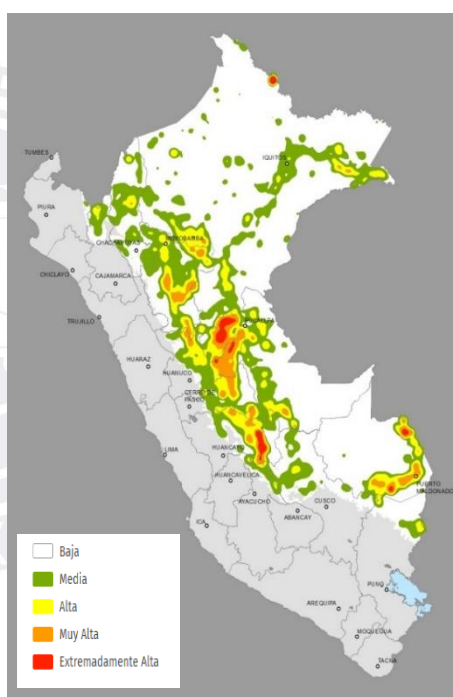 TUMBES
PIURA
IQUITOS
MOYOBAMBA
CHACHAPOYAS
CHICLAYO
CAJAMARCA
TRUJILLO
PUCALLPA
HUARAZ
HUANUCO
CERRO DE
PASCO
LIMA
HUANCAYO
HUANCAVELICA
AYACUCHO
CUSCO
ABANCAY
PUERTO
MALDONADO
ICA
PUNO
AREQUIPA
MOQUEGUA
TACNA
Baja
Media
Alta
Muy Alta
Extremadamente Alta